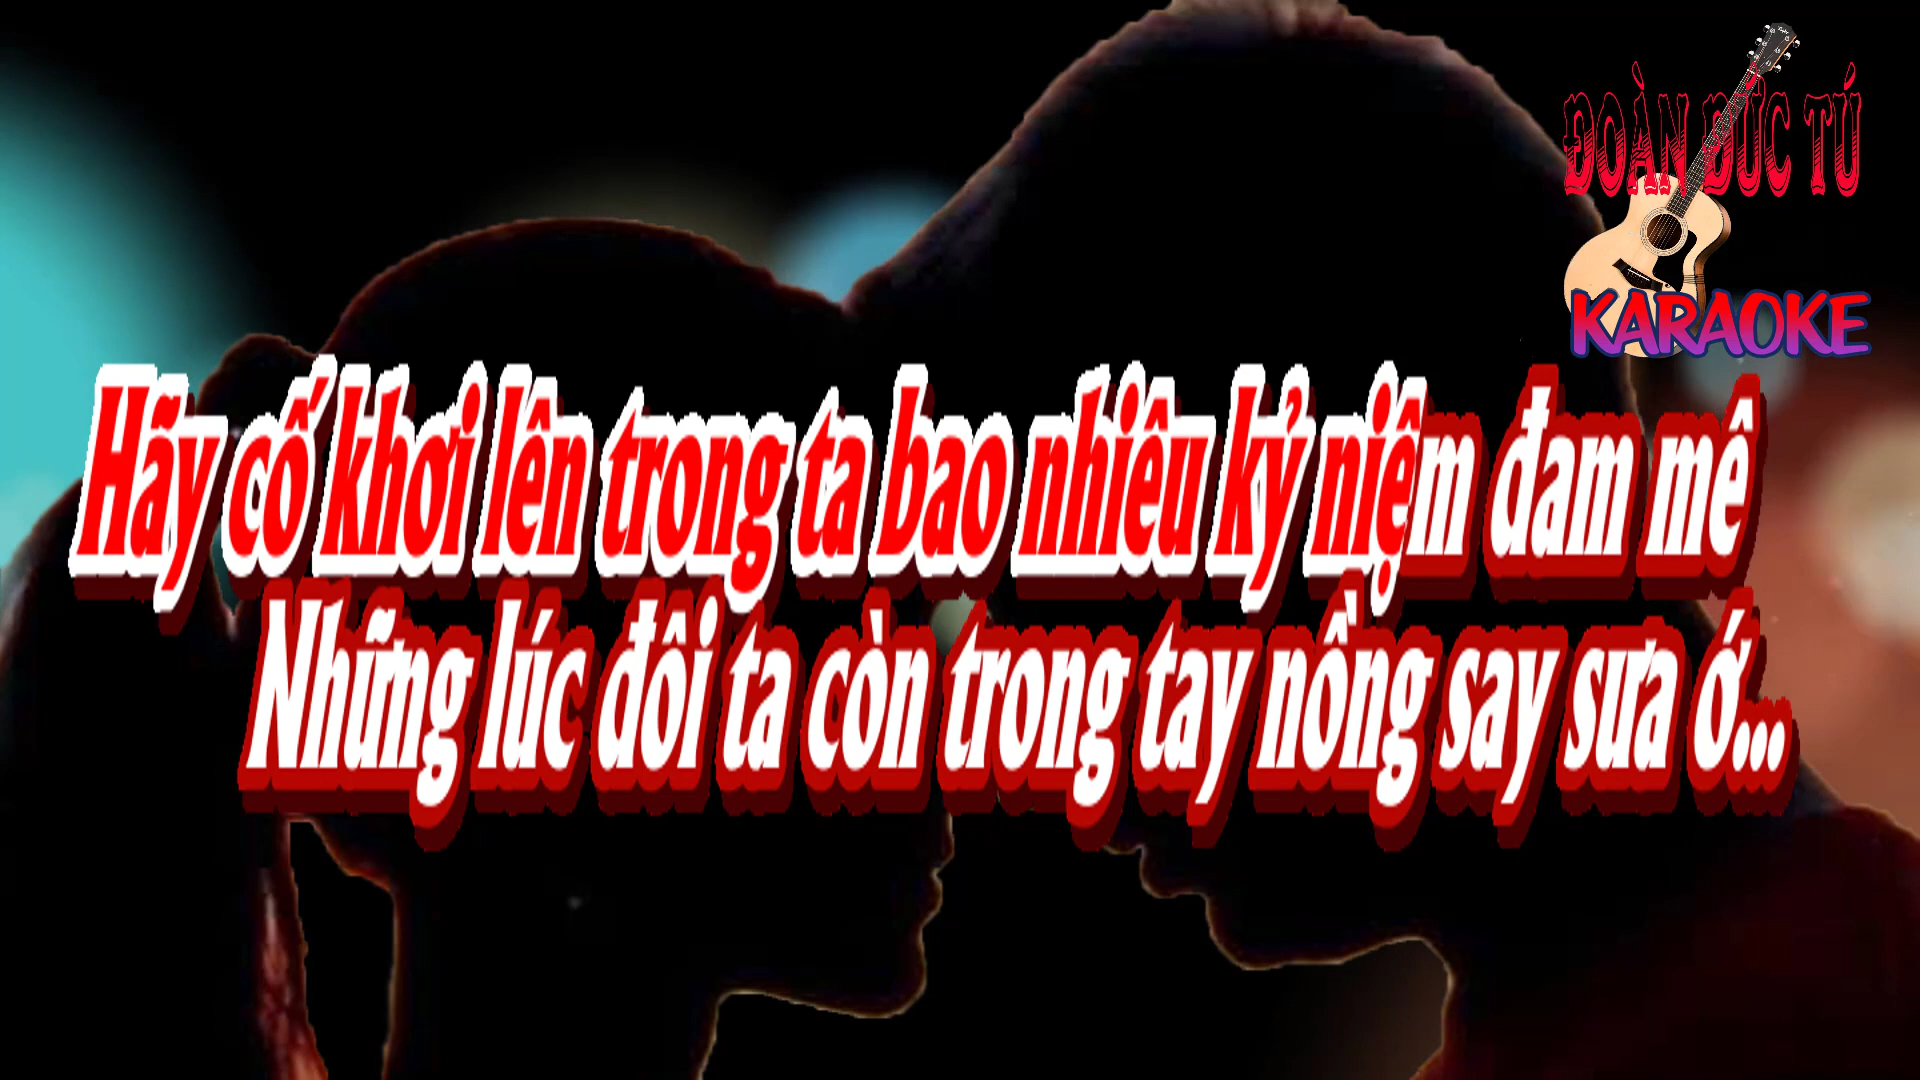 ĐOÀN ĐỨC TÚ
KARAOKE
Hãy cố khơi lên trong ta bao nhiêu kỷ niệm đam mê
Những lúc đôi ta còn trong tay nồng say sưa ớ...